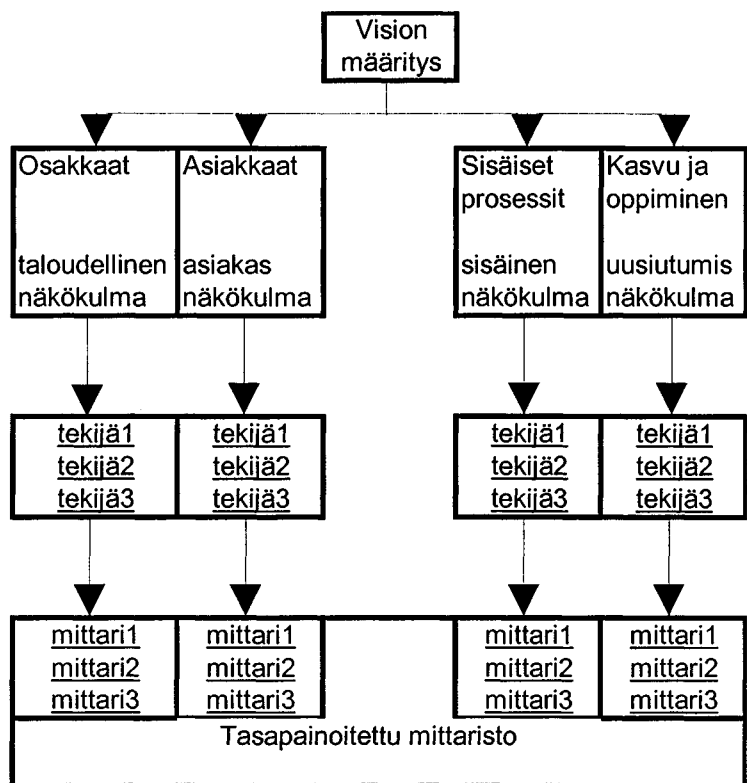 Vision
määritys
Osakkaat
taloudellinen
näkökulma
Asiakkaat
asiakas
näkökulma
Sisäiset
prosessit
sisäinen
näkökulma
Kasvu ja
oppiminen
uusiutumis
näkökulma
tekijä1
tekijä2
tekijä3
tekijä1
tekijä2
tekijä3
tekijä1
tekijä2
tekijä3
tekijä1
tekijä2
tekijä3
mittari1
mittari2
mittari3
mittari1
mittari2
mittari3
mittari1
mittari2
mittari3
mittari1
mittari2
mittari3
Tasapainoitettu mittaristo